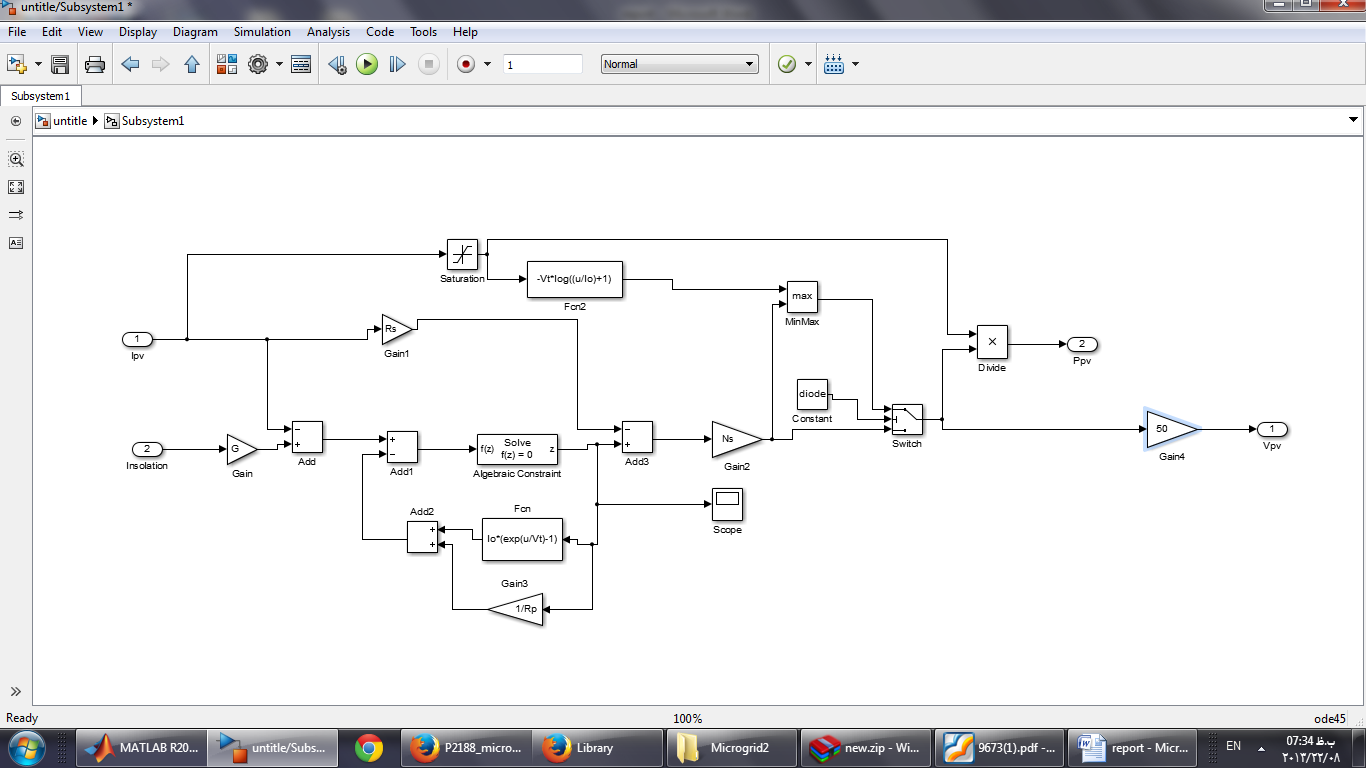 untitle/Subsystem1 *
File Edit View Display Diagram Simulation Analysis Code Tools Help
1 Normal
Subsystem1
untitle Subsystem1
Saturation
-Vt*log((u/Io)+1)
Fcn2
max
MinMax
1
Ipv
Rs
Gain1
×
Divide
2
Ppv
diode
Constant
Switch
2
Insolation
G
Gain
Add
Add1
f(z) Solve f(z) = 0 z
Algebraic Constraint
Add3
Ns
Gain2
50
Gain4
1
Vpv
Scope
Add2
Fcn
Io*(exp(u/Vt)-1)
Gain3
1/Rp
Ready 100% ode45
MATLAB R20... untitle/Subs... P2188_micro... Library Microgrid2 new.zip - Wi... 9673(1).pdf -... report - Micr... EN
07:34 ب.ظ
٢٠١٣/٢٢/٠٨